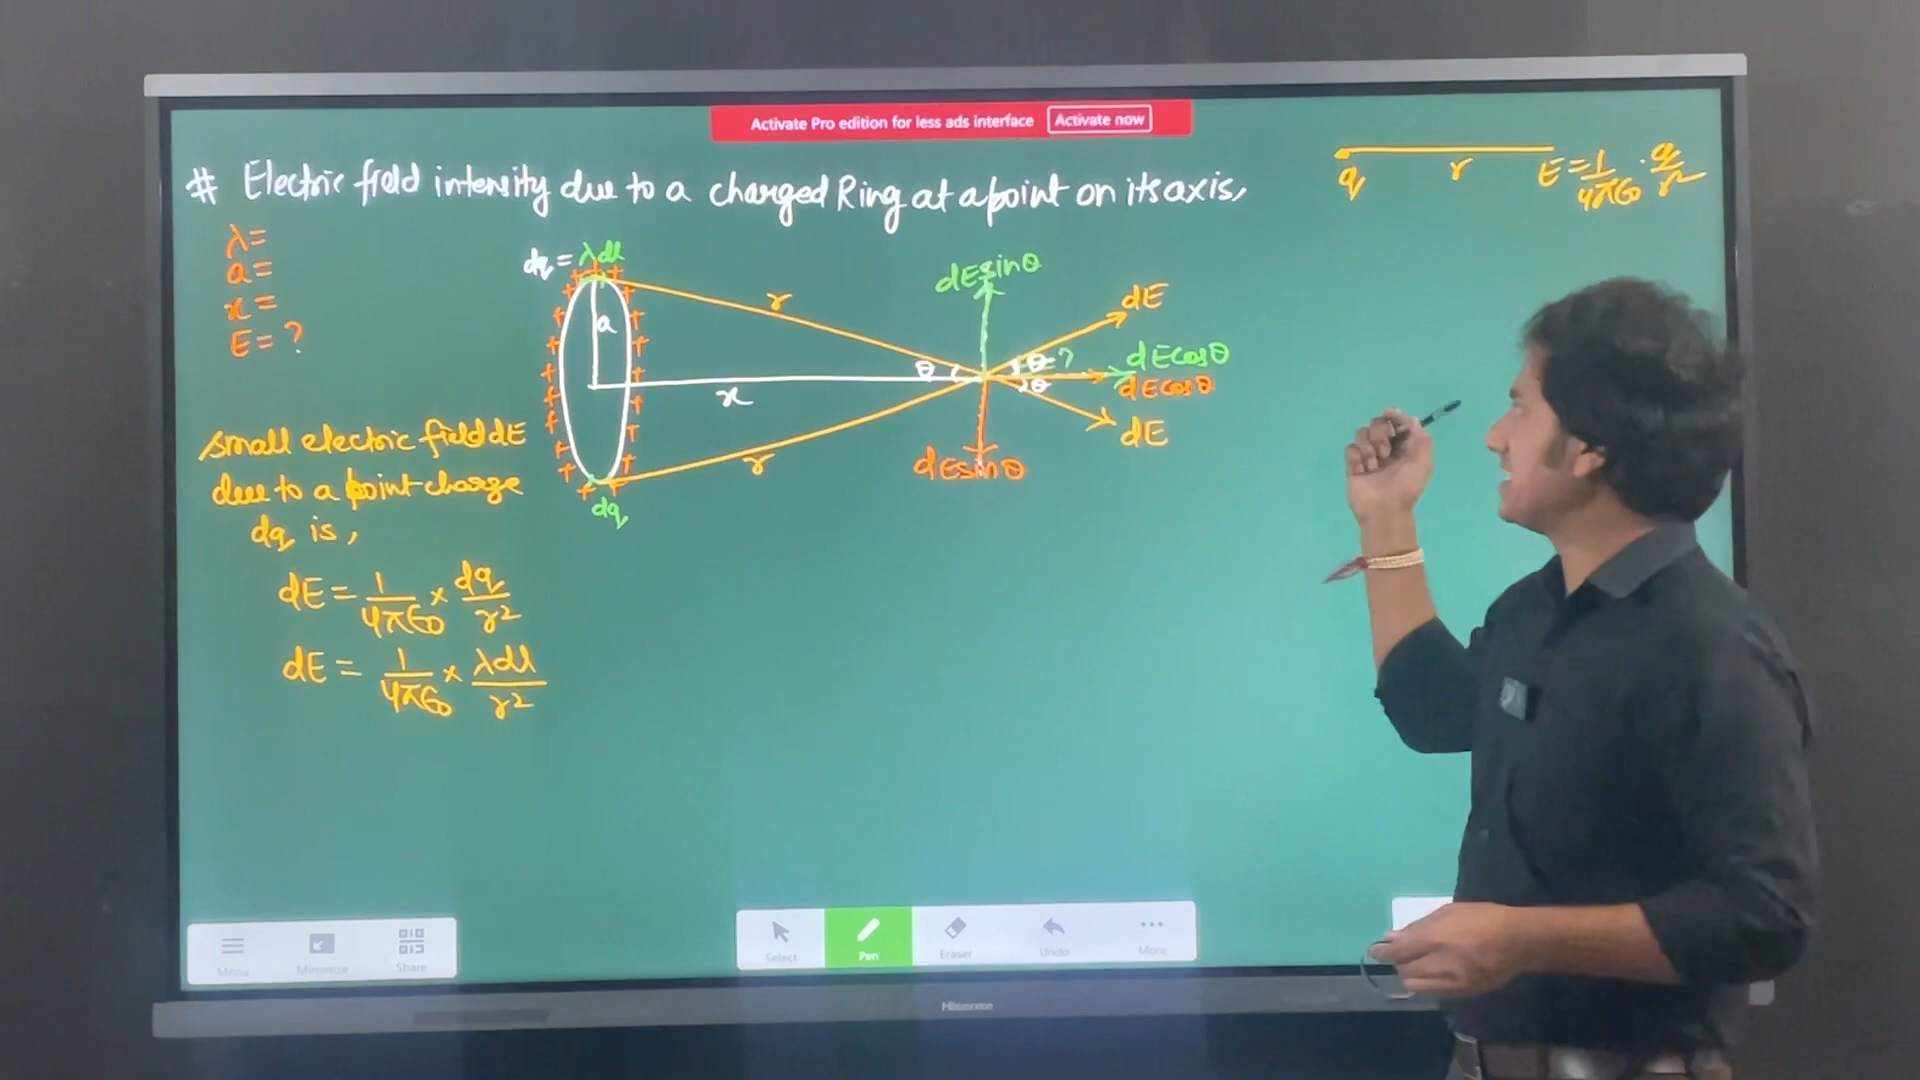 Activate Pro edition for less ads interface Activate now
# Electric field intensity due to a charged Ring at a point on its axis,
q r E = 1/4πε0 · q/r²
λ =
a =
x =
E = ?
dq = λdl
a
r
x
r
dq
θ
θ
θ
?
dEsinθ
dE
dEcosθ
dEcosθ
dE
dEsinθ
small electric field dE
due to a point charge
dq is,
dE = 1/4πε0 × dq/r²
dE = 1/4πε0 × λdl/r²
Menu Minimize Share
Select Pen Eraser Undo More
Hisense